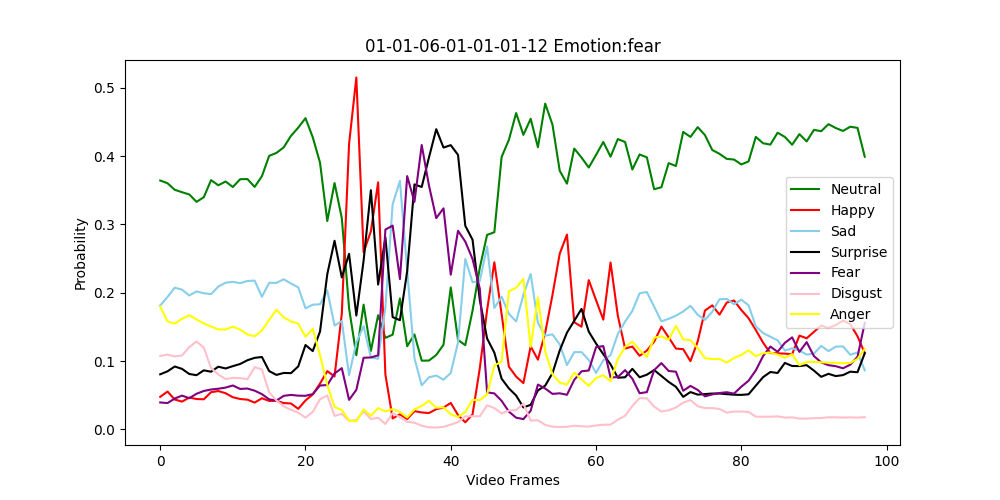 01-01-06-01-01-01-12 Emotion:fear
Probability
0.5
0.4
0.3
0.2
0.1
0.0
Neutral
Happy
Sad
Surprise
Fear
Disgust
Anger
0 20 40 60 80 100
Video Frames